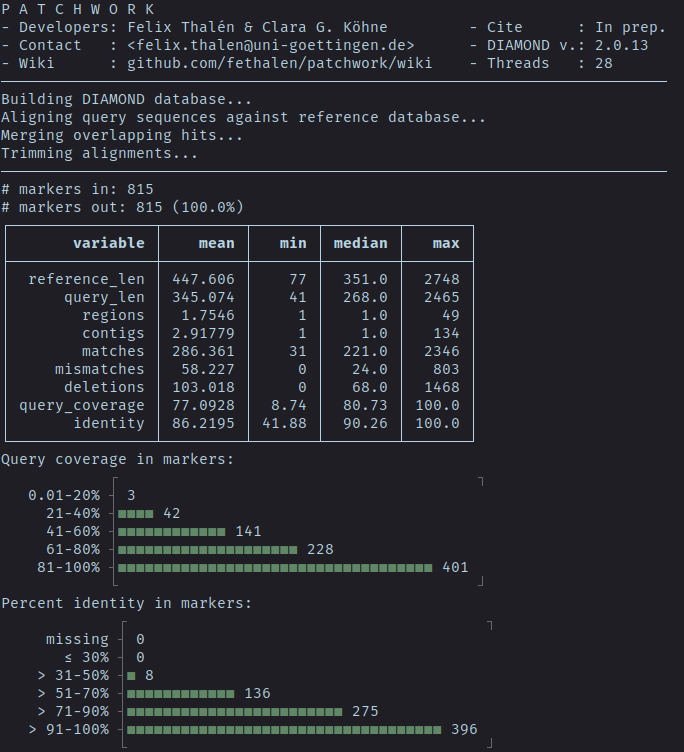 P A T C H W O R K
- Developers: Felix Thalén & Clara G. Köhne - Cite : In prep.
- Contact : <felix.thalen@uni-goettingen.de> - DIAMOND v.: 2.0.13
- Wiki : github.com/fethalen/patchwork/wiki - Threads : 28
Building DIAMOND database...
Aligning query sequences against reference database...
Merging overlapping hits...
Trimming alignments...
# markers in: 815
# markers out: 815 (100.0%)
variable mean min median max
reference_len 447.606 77 351.0 2748
query_len 345.074 41 268.0 2465
regions 1.7546 1 1.0 49
contigs 2.91779 1 1.0 134
matches 286.361 31 221.0 2346
mismatches 58.227 0 24.0 803
deletions 103.018 0 68.0 1468
query_coverage 77.0928 8.74 80.73 100.0
identity 86.2195 41.88 90.26 100.0
Query coverage in markers:
0.01-20% 3
21-40% 42
41-60% 141
61-80% 228
81-100% 401
Percent identity in markers:
missing 0
≤ 30% 0
> 31-50% 8
> 51-70% 136
> 71-90% 275
> 91-100% 396